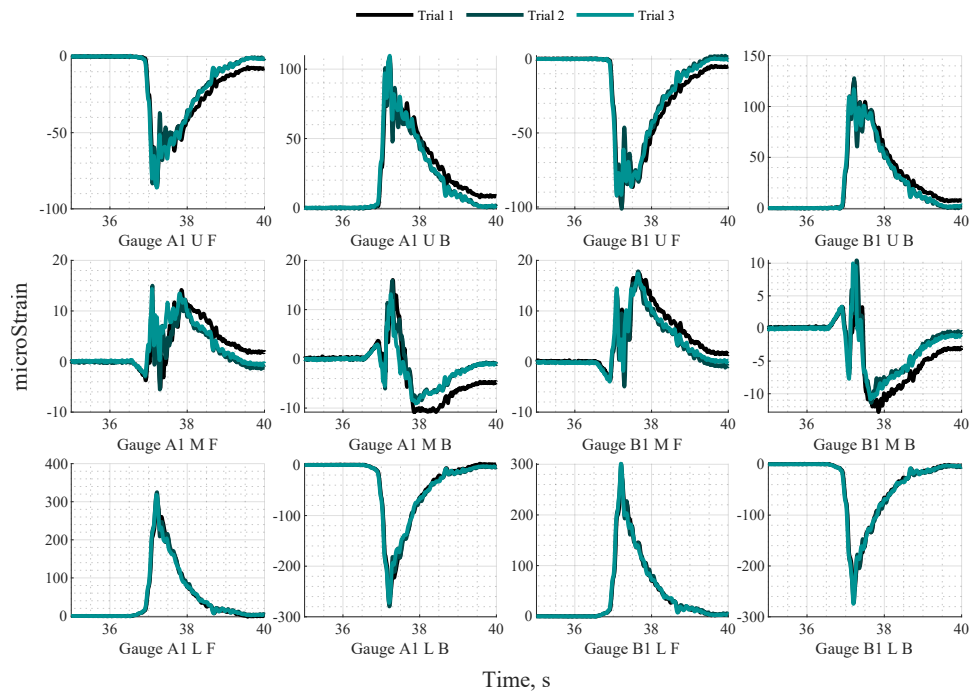 Trial 1 Trial 2 Trial 3
microStrain
0
-50
-100
36 38 40
Gauge A1 U F
100
50
0
36 38 40
Gauge A1 U B
0
-50
-100
36 38 40
Gauge B1 U F
150
100
50
0
36 38 40
Gauge B1 U B
20
10
0
-10
36 38 40
Gauge A1 M F
20
10
0
-10
36 38 40
Gauge A1 M B
20
10
0
-10
36 38 40
Gauge B1 M F
10
5
0
-5
-10
36 38 40
Gauge B1 M B
400
300
200
100
0
36 38 40
Gauge A1 L F
0
-100
-200
-300
36 38 40
Gauge A1 L B
300
200
100
0
36 38 40
Gauge B1 L F
0
-100
-200
-300
36 38 40
Gauge B1 L B
Time, s